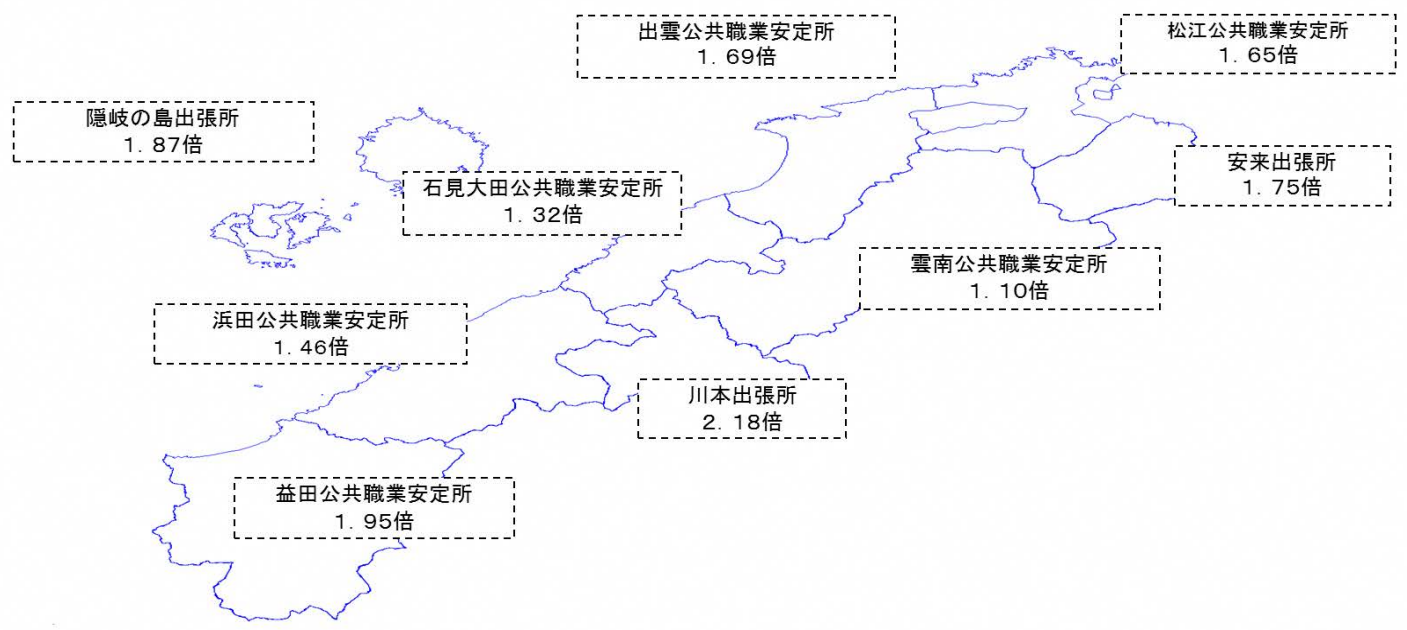 出雲公共職業安定所
１．６９倍
松江公共職業安定所
１．６５倍
隠岐の島出張所
１．８７倍
安来出張所
１．７５倍
石見大田公共職業安定所
１．３２倍
雲南公共職業安定所
１．１０倍
浜田公共職業安定所
１．４６倍
川本出張所
２．１８倍
益田公共職業安定所
１．９５倍